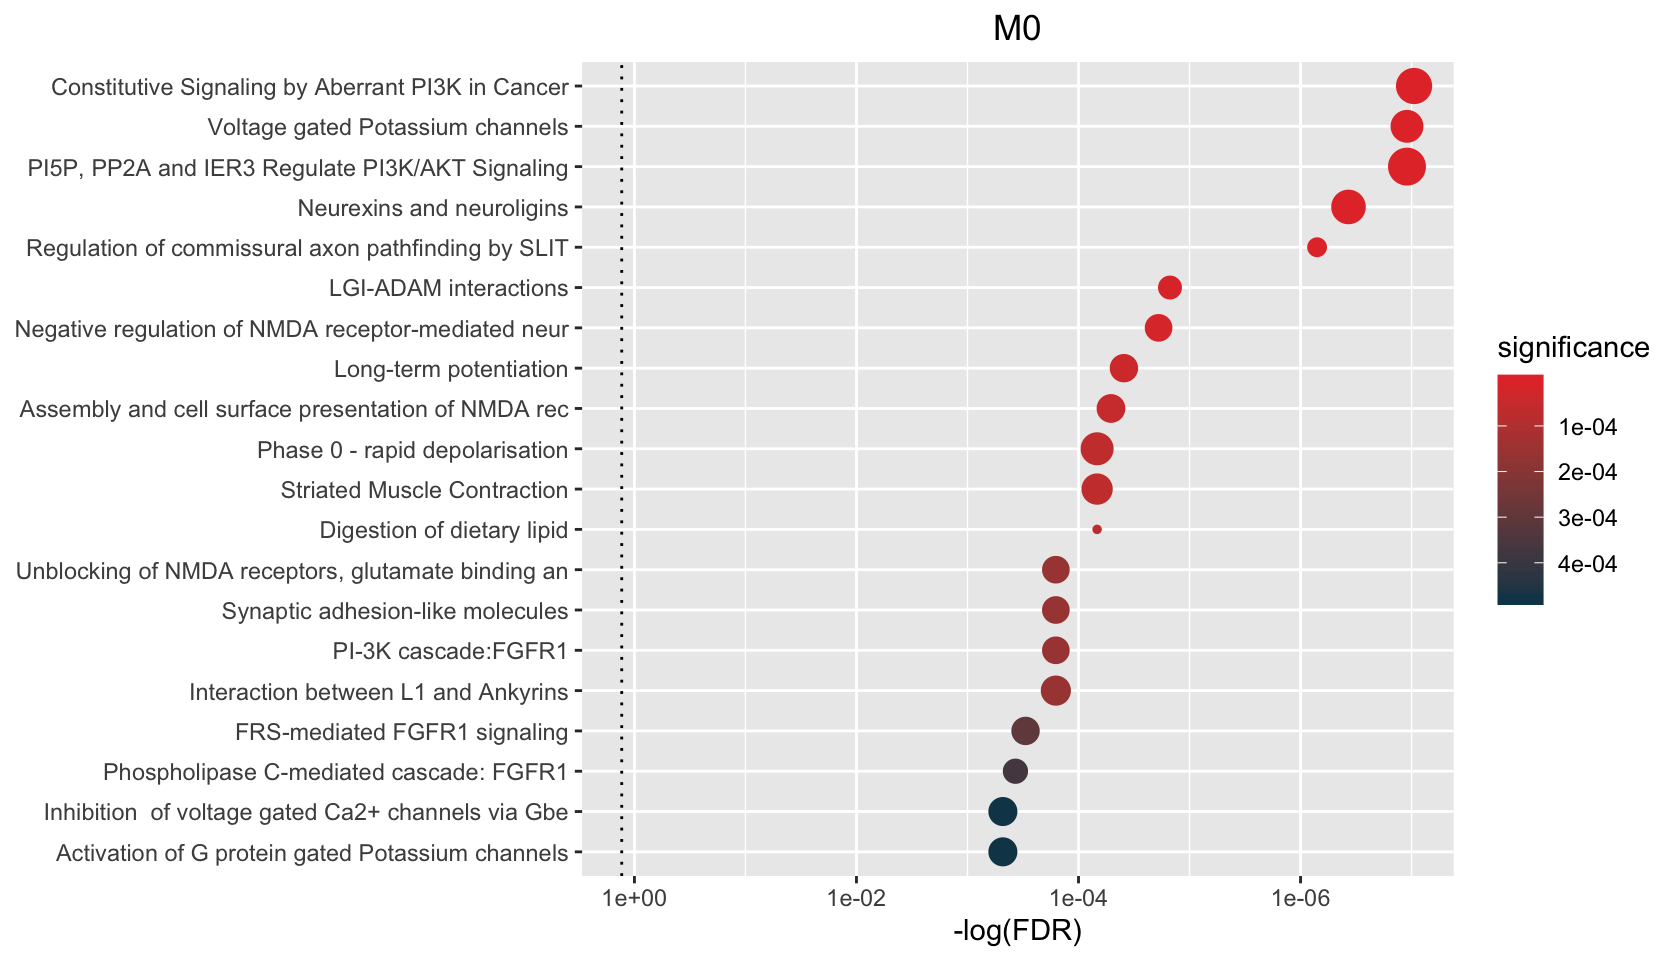 M0
Constitutive Signaling by Aberrant PI3K in Cancer
Voltage gated Potassium channels
PI5P, PP2A and IER3 Regulate PI3K/AKT Signaling
Neurexins and neuroligins
Regulation of commissural axon pathfinding by SLIT
LGI-ADAM interactions
Negative regulation of NMDA receptor-mediated neur
Long-term potentiation
Assembly and cell surface presentation of NMDA rec
Phase 0 - rapid depolarisation
Striated Muscle Contraction
Digestion of dietary lipid
Unblocking of NMDA receptors, glutamate binding an
Synaptic adhesion-like molecules
PI-3K cascade:FGFR1
Interaction between L1 and Ankyrins
FRS-mediated FGFR1 signaling
Phospholipase C-mediated cascade: FGFR1
Inhibition  of voltage gated Ca2+ channels via Gbe
Activation of G protein gated Potassium channels
1e+00 1e-02 1e-04 1e-06
-log(FDR)
significance
1e-04
2e-04
3e-04
4e-04